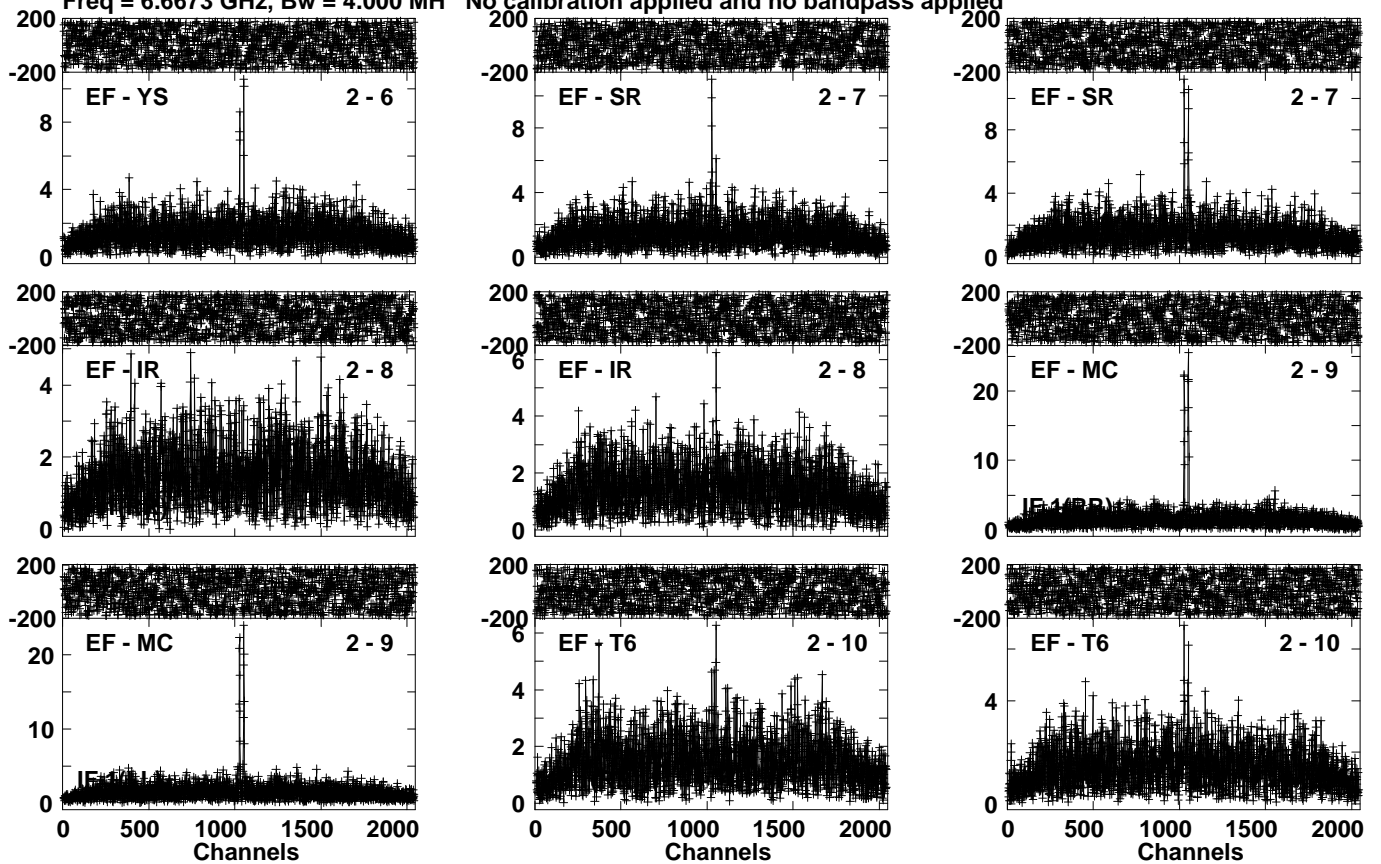 Freq = 6.6673 GHz, Bw = 4.000 MH No calibration applied and no bandpass applied
200 200 200
-200 -200 -200
EF - YS 2 - 6 EF - SR 2 - 7 EF - SR 2 - 7
8 8 8
4 4 4
0 0 0
200 200 200
-200 -200 -200
EF - IR 2 - 8 EF - IR 2 - 8 EF - MC 2 - 9
4 6 20
2 4 10
0 2 IF 1(RR)
0 0
200 200 200
-200 -200 -200
EF - MC 2 - 9 EF - T6 2 - 10 EF - T6 2 - 10
20 6 4
10 4 0
0 2
0
0 500 1000 1500 2000 0 500 1000 1500 2000 0 500 1000 1500 2000
Channels Channels Channels